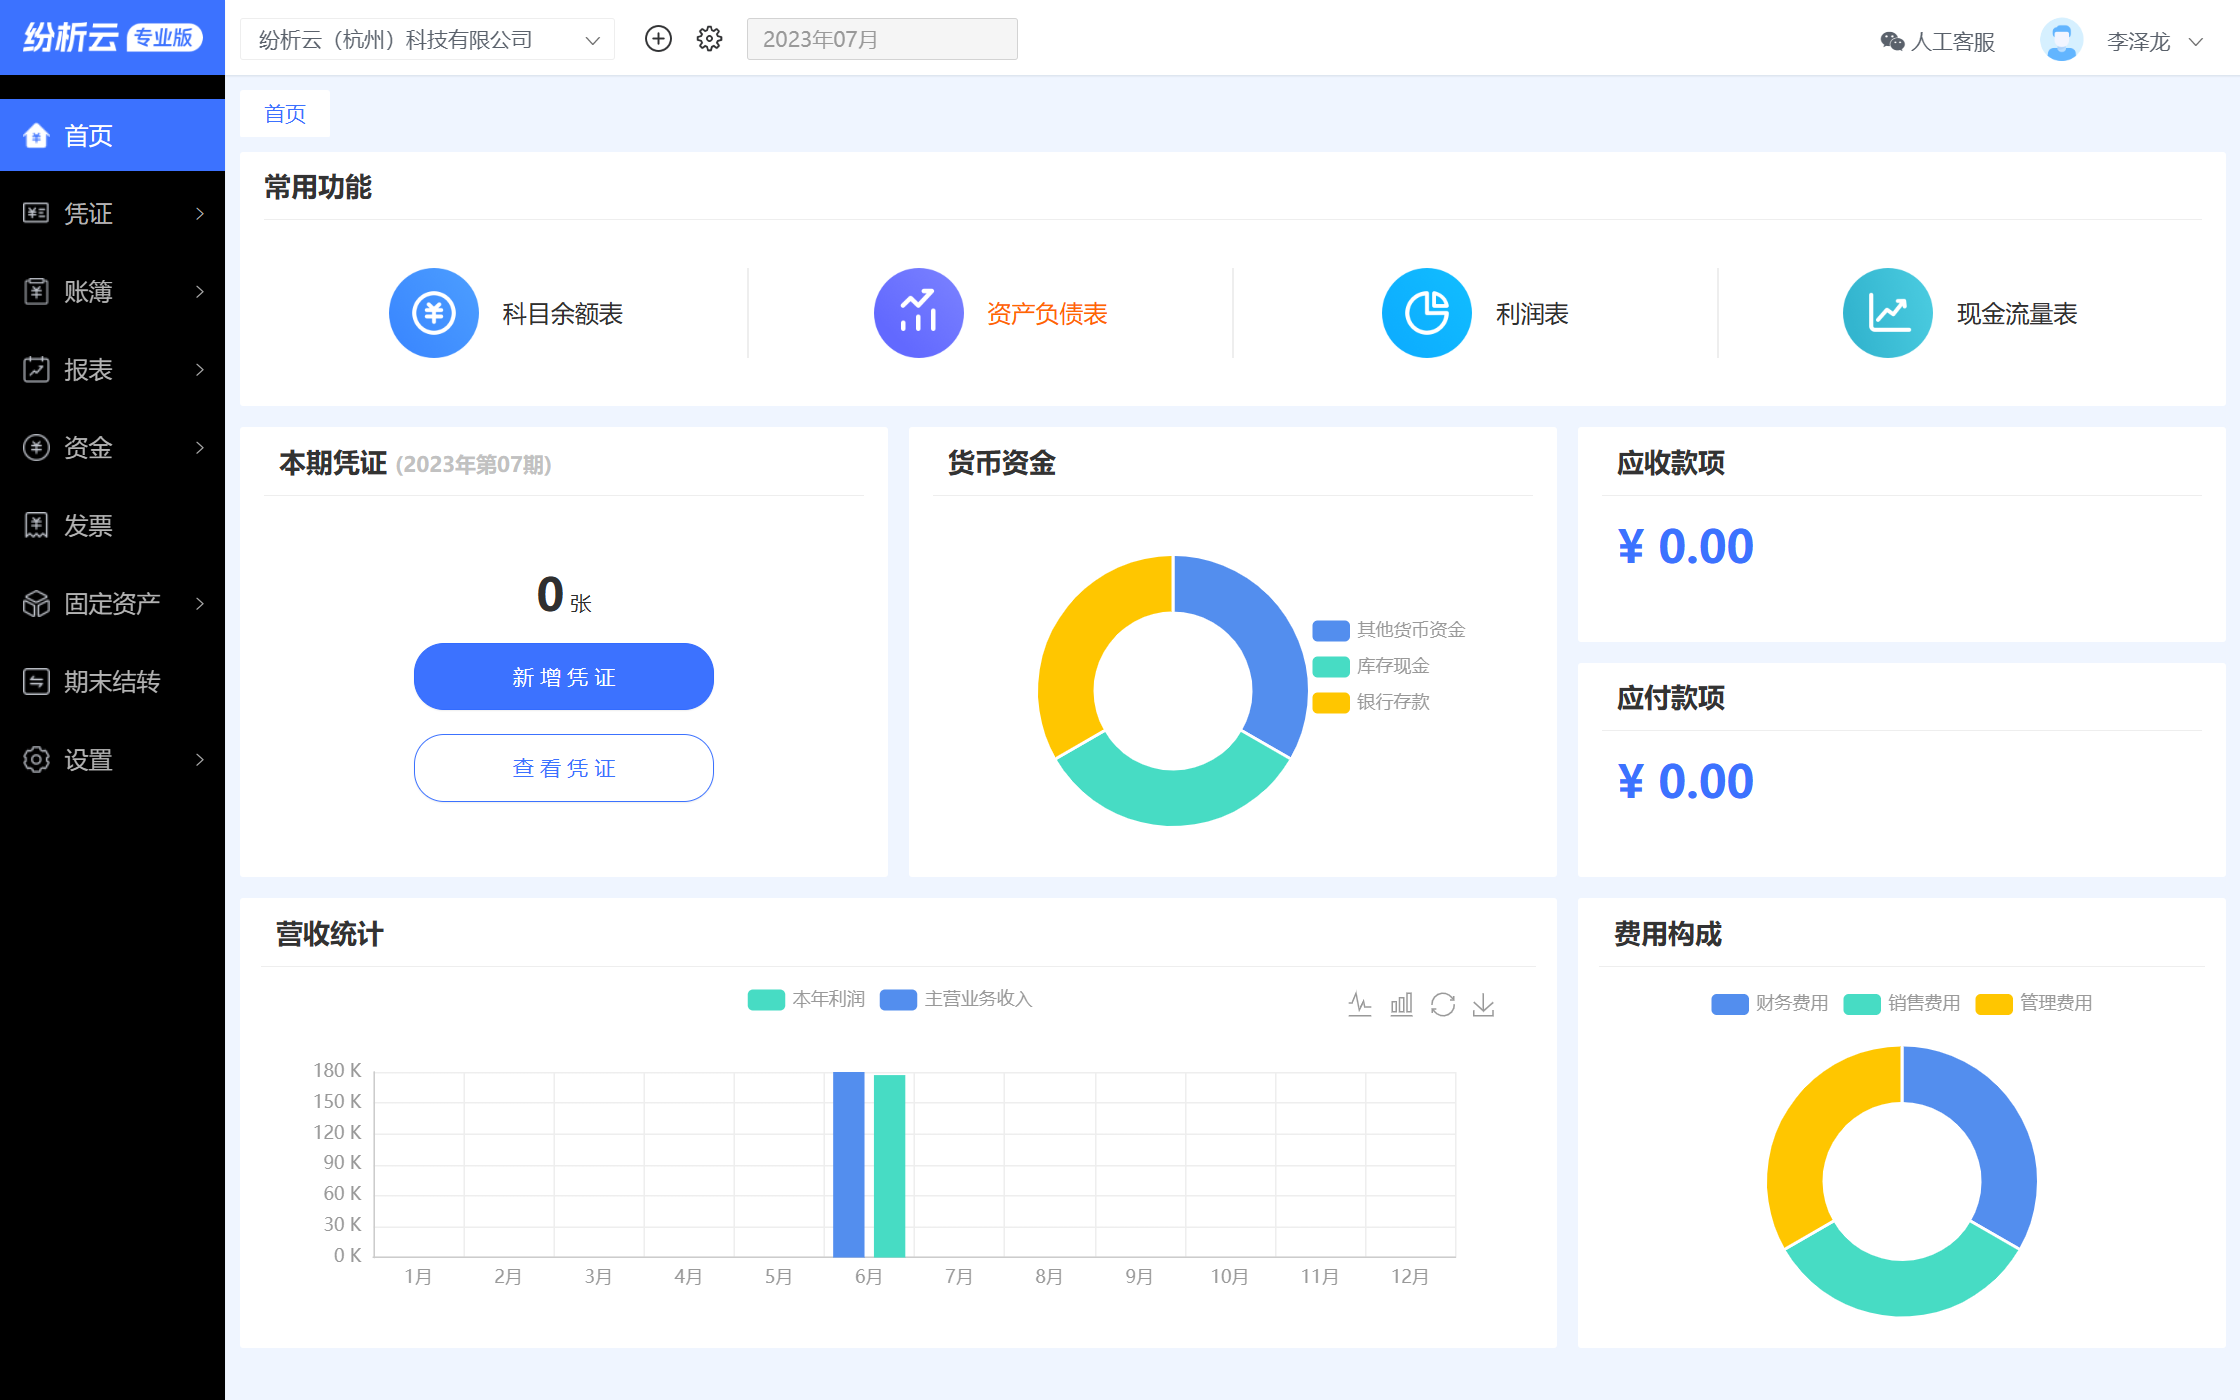 纷析云 专业版
纷析云（杭州）科技有限公司
2023年07月
人工客服
李泽龙
首页
凭证
账簿
报表
资金
发票
固定资产
期末结转
设置
首页
常用功能
科目余额表
资产负债表
利润表
现金流量表
本期凭证 (2023年第07期)
0 张
新增凭证
查看凭证
货币资金
其他货币资金
库存现金
银行存款
应收款项
¥ 0.00
应付款项
¥ 0.00
营收统计
本年利润 主营业务收入
180 K
150 K
120 K
90 K
60 K
30 K
0 K
1月 2月 3月 4月 5月 6月 7月 8月 9月 10月 11月 12月
费用构成
财务费用 销售费用 管理费用